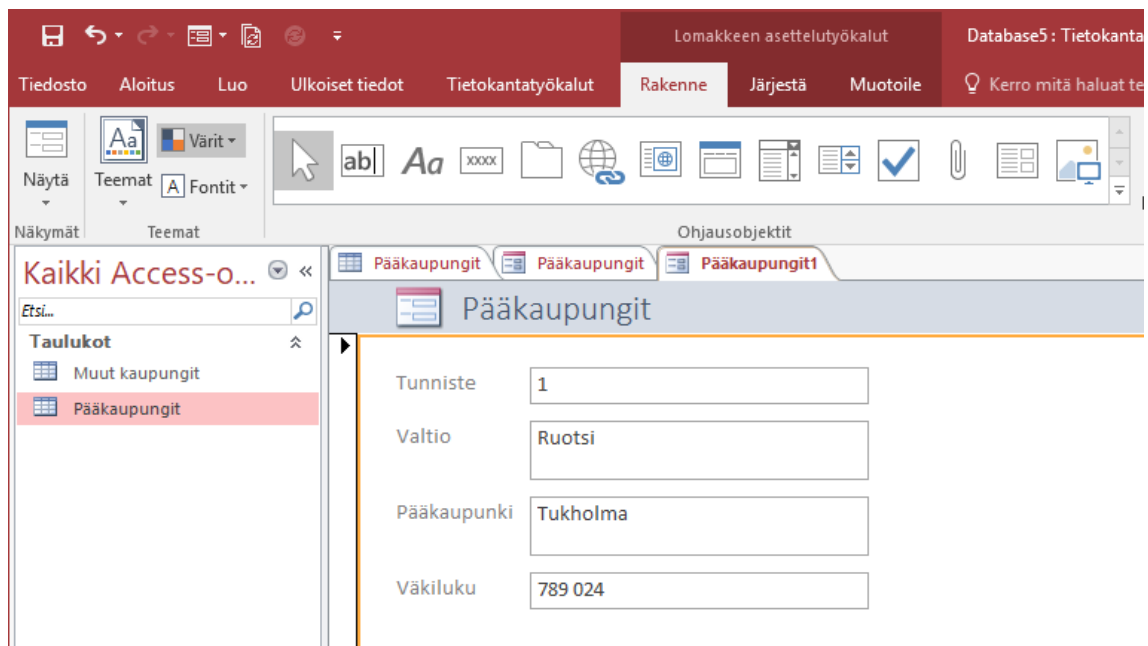 Lomakkeen asettelutyökalut Database5 : Tietokanta
Tiedosto Aloitus Luo Ulkoiset tiedot Tietokantatyökalut Rakenne Järjestä Muotoile Kerro mitä haluat te
Aa Värit
ab Aa xxxx
Näytä Teemat A Fontit
Näkymät Teemat Ohjausobjektit
Kaikki Access-o... « Pääkaupungit Pääkaupungit Pääkaupungit1
Etsi... Pääkaupungit
Taulukot
Muut kaupungit
Pääkaupungit
Tunniste 1
Valtio Ruotsi
Pääkaupunki Tukholma
Väkiluku 789 024